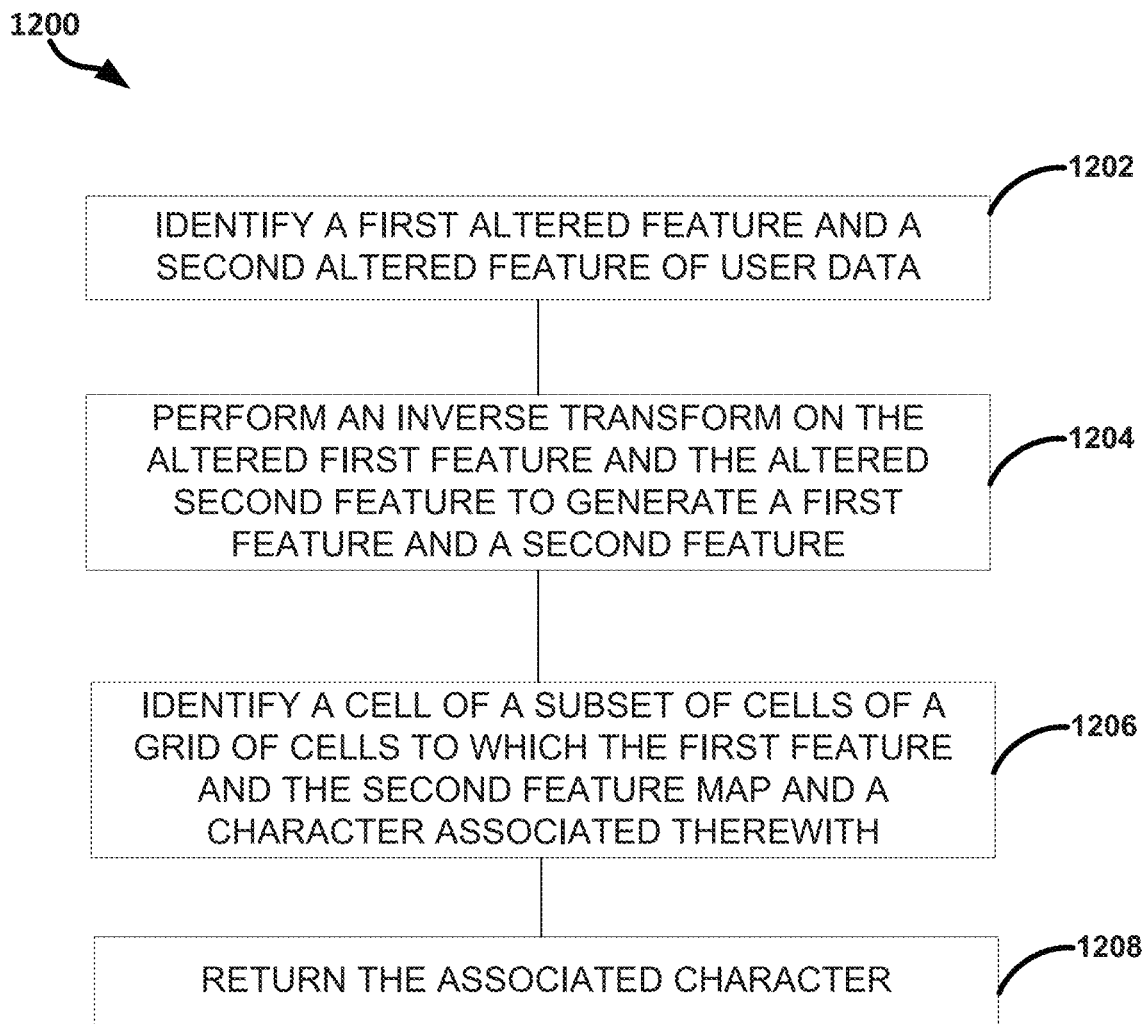 1200
1202
IDENTIFY A FIRST ALTERED FEATURE AND A
SECOND ALTERED FEATURE OF USER DATA
PERFORM AN INVERSE TRANSFORM ON THE
ALTERED FIRST FEATURE AND THE ALTERED
SECOND FEATURE TO GENERATE A FIRST
FEATURE AND A SECOND FEATURE
1204
IDENTIFY A CELL OF A SUBSET OF CELLS OF A
GRID OF CELLS TO WHICH THE FIRST FEATURE
AND THE SECOND FEATURE MAP AND A
CHARACTER ASSOCIATED THEREWITH
1206
RETURN THE ASSOCIATED CHARACTER
1208